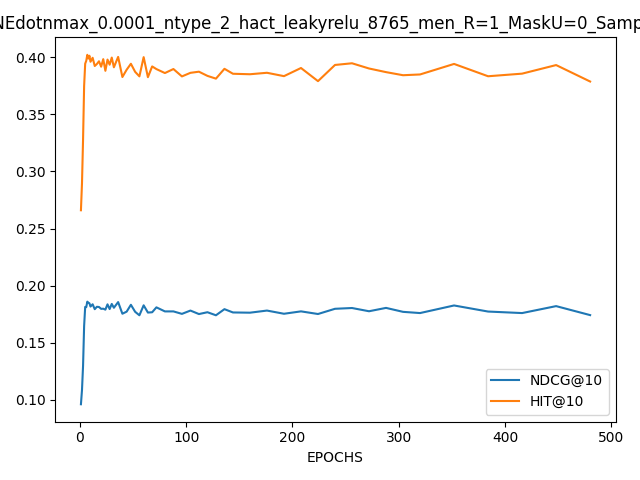 NEdotnmax_0.0001_ntype_2_hact_leakyrelu_8765_men_R=1_MaskU=0_Samp
0.40
0.35
0.30
0.25
0.20
0.15
0.10
NDCG@10
HIT@10
0 100 200 300 400 500
EPOCHS